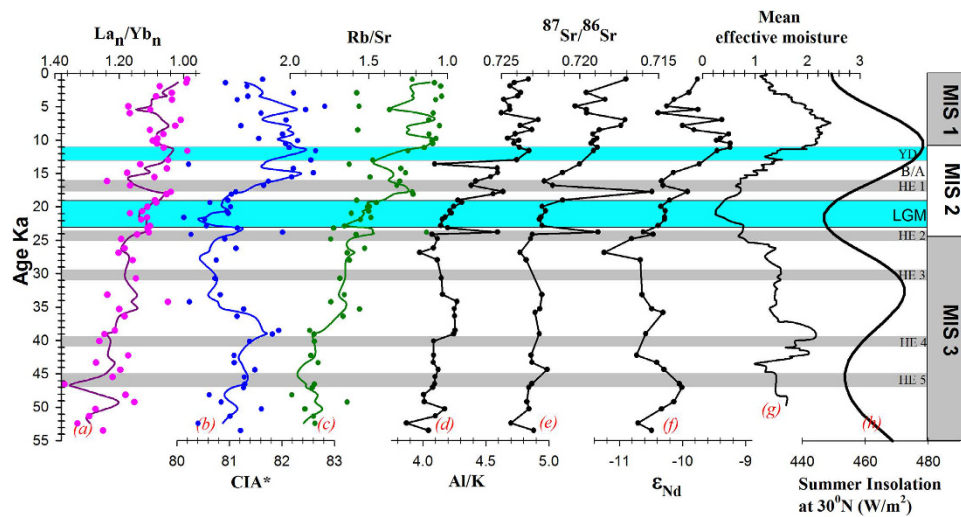 Laₙ/Ybₙ
Rb/Sr
⁸⁷Sr/⁸⁶Sr
Mean
effective moisture
1.40 1.20 1.00
2.0 1.5 1.0
0.725 0.720 0.715
0 1 2 3
Age Ka
0
5
10
15
20
25
30
35
40
45
50
55
YD
B/A
HE 1
LGM
HE 2
HE 3
HE 4
HE 5
MIS 1
MIS 2
MIS 3
(a) (b) (c) (d) (e) (f) (g) (h)
80 81 82 83
4.0 4.5 5.0
-11 -10 -9
440 460 480
CIA*
Al/K
εNd
Summer Insolation
at 30⁰N (W/m²)